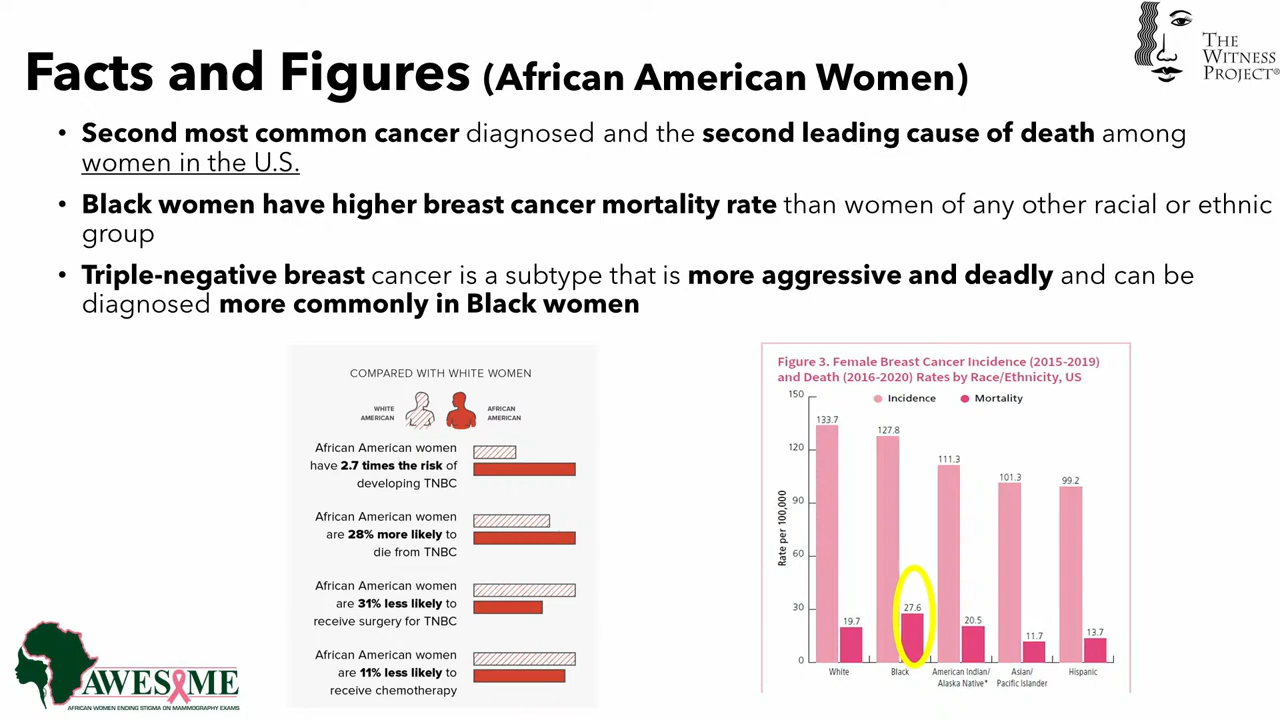 THE
WITNESS
PROJECT®
Facts and Figures (African American Women)
• Second most common cancer diagnosed and the second leading cause of death among
women in the U.S.
• Black women have higher breast cancer mortality rate than women of any other racial or ethnic
group
• Triple-negative breast cancer is a subtype that is more aggressive and deadly and can be
diagnosed more commonly in Black women
COMPARED WITH WHITE WOMEN
WHITE
AMERICAN
AFRICAN
AMERICAN
African American women
have 2.7 times the risk of
developing TNBC
African American women
are 28% more likely to
die from TNBC
African American women
are 31% less likely to
receive surgery for TNBC
African American women
are 11% less likely to
receive chemotherapy
Figure 3. Female Breast Cancer Incidence (2015-2019)
and Death (2016-2020) Rates by Race/Ethnicity, US
Incidence
Mortality
Rate per 100,000
150
120
90
60
30
0
133.7
19.7
127.8
27.6
111.3
20.5
101.3
11.7
99.2
13.7
White
Black
American Indian/
Alaska Native*
Asian/
Pacific Islander
Hispanic
AWESOME
AFRICAN WOMEN ENDING STIGMA ON MAMMOGRAPHY EXAMS